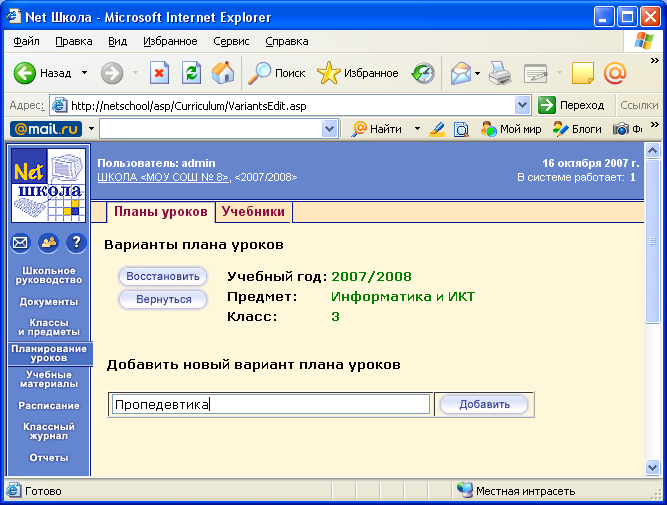 Net Школа - Microsoft Internet Explorer
Файл Правка Вид Избранное Сервис Справка
Назад Поиск Избранное
Адрес: http://netschool/asp/Curriculum/VariantsEdit.asp Переход Ссылки
@mail.ru Найти Мой мир Блоги
Net
школа
Пользователь: admin 16 октября 2007 г.
ШКОЛА <МОУ СОШ № 8>, <2007/2008> В системе работает: 1
Планы уроков Учебники
Варианты плана уроков
Восстановить Учебный год: 2007/2008
Вернуться Предмет: Информатика и ИКТ
Класс: 3
Школьное
руководство
Документы
Классы
и предметы
Планирование
уроков
Учебные
материалы
Расписание
Классный
журнал
Отчеты
Добавить новый вариант плана уроков
Пропедевтика Добавить
Готово Местная интрасеть